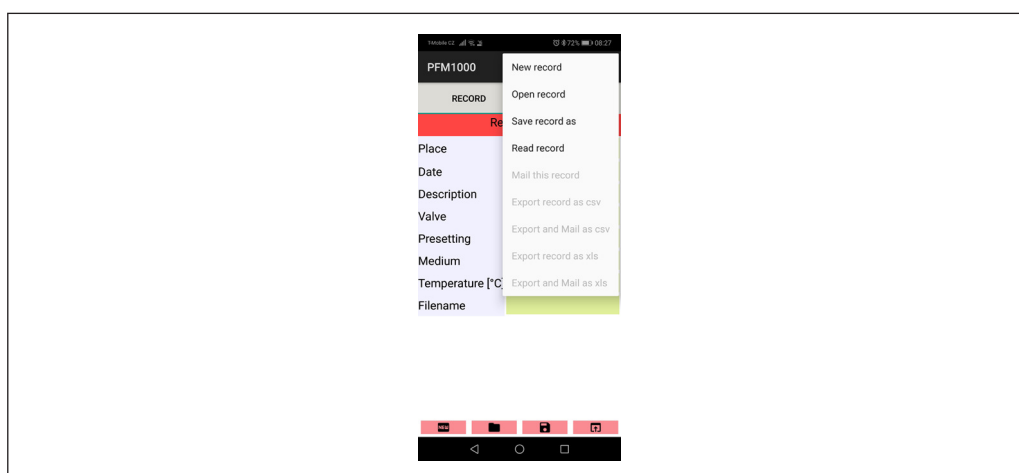 T-Mobile CZ 72% 08:27
PFM1000
New record
RECORD
Open record
Re
Save record as
Place
Read record
Date
Mail this record
Description
Export record as csv
Valve
Export and Mail as csv
Presetting
Medium
Export record as xls
Temperature [°C]
Export and Mail as xls
Filename
NEW